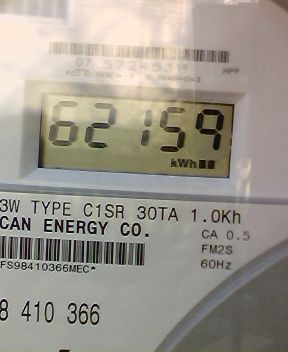 62159
kWh
3W TYPE C1SR 30TA 1.0Kh
CAN ENERGY CO.
CA 0.5
FM2S
FS98410366MEC*
60Hz
8 410 366